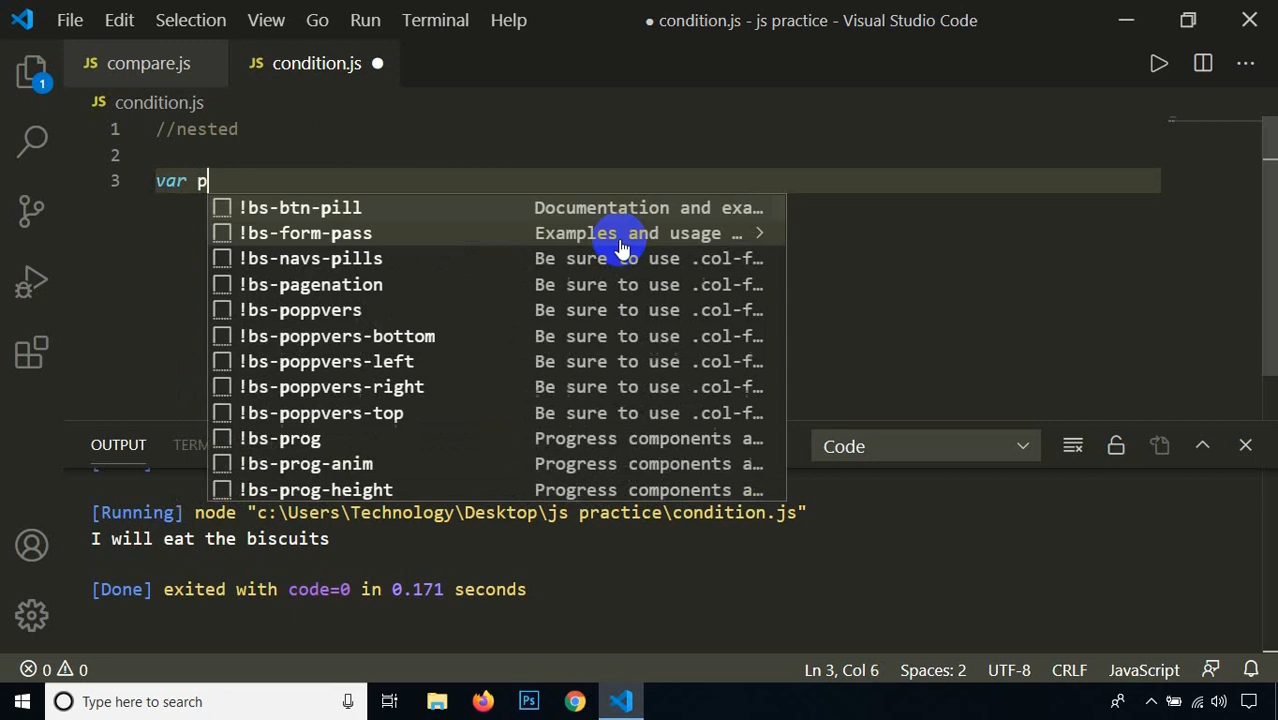 File Edit Selection View Go Run Terminal Help ● condition.js - js practice - Visual Studio Code
JS compare.js JS condition.js
1
JS condition.js
1 //nested
2
3 var p
!bs-btn-pill Documentation and exa…
!bs-form-pass Examples and usage …
!bs-navs-pills Be sure to use .col-f…
!bs-pagenation Be sure to use .col-f…
!bs-poppvers Be sure to use .col-f…
!bs-poppvers-bottom Be sure to use .col-f…
!bs-poppvers-left Be sure to use .col-f…
!bs-poppvers-right Be sure to use .col-f…
!bs-poppvers-top Be sure to use .col-f…
!bs-prog Progress components a…
!bs-prog-anim Progress components a…
!bs-prog-height Progress components a…
OUTPUT TERM Code
[Running] node "c:\Users\Technology\Desktop\js practice\condition.js"
I will eat the biscuits
[Done] exited with code=0 in 0.171 seconds
0 0 Ln 3, Col 6 Spaces: 2 UTF-8 CRLF JavaScript
Type here to search Ps